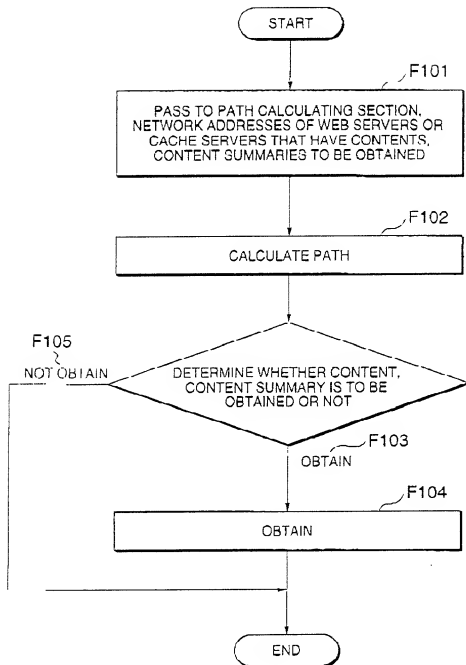 START
F101
PASS TO PATH CALCULATING SECTION,
NETWORK ADDRESSES OF WEB SERVERS OR
CACHE SERVERS THAT HAVE CONTENTS,
CONTENT SUMMARIES TO BE OBTAINED
F102
CALCULATE PATH
F105
NOT OBTAIN
DETERMINE WHETHER CONTENT,
CONTENT SUMMARY IS TO BE
OBTAINED OR NOT
F103
OBTAIN
F104
OBTAIN
END